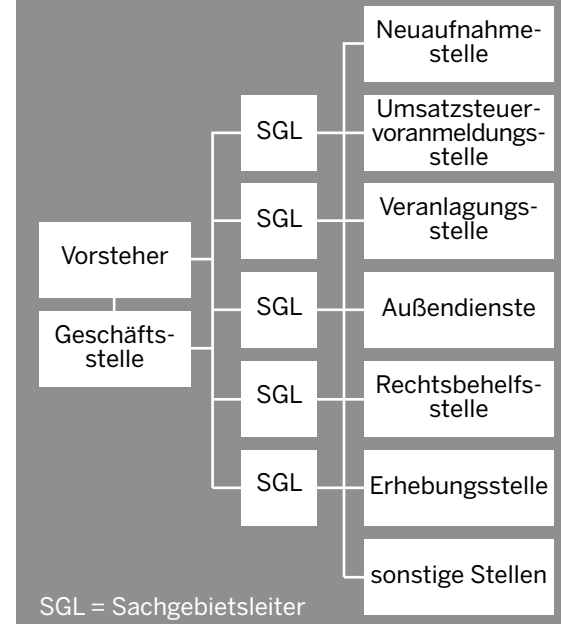 Vorsteher
Geschäfts-
stelle
SGL
SGL
SGL
SGL
SGL
Neuaufnahme-
stelle
Umsatzsteuer-
voranmeldungs-
stelle
Veranlagungs-
stelle
Außendienste
Rechtsbehelfs-
stelle
Erhebungsstelle
sonstige Stellen
SGL = Sachgebietsleiter